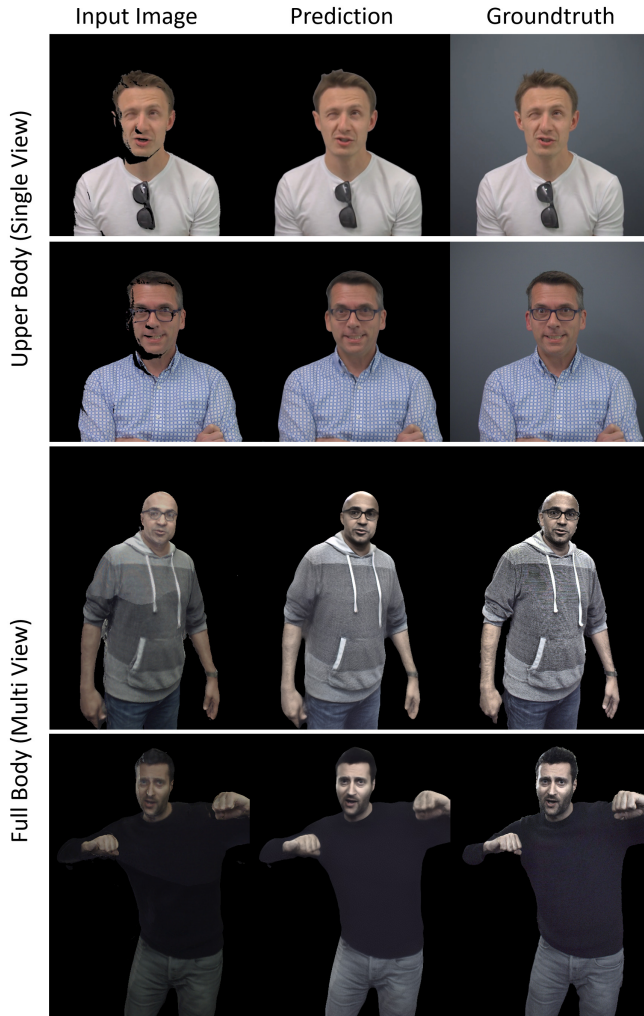 Input Image
Prediction
Groundtruth
Upper Body (Single View)
Full Body (Multi View)